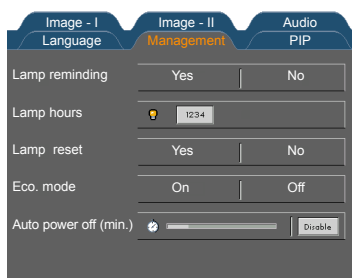 Image - I Image - II Audio
Language Management PIP
Lamp reminding Yes No
Lamp hours 1234
Lamp reset Yes No
Eco. mode On Off
Auto power off (min.) Disable